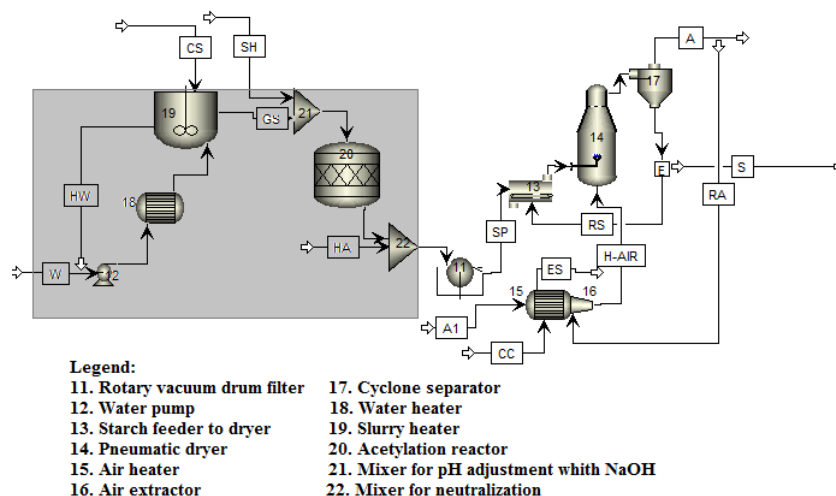 CS
SH
A
19
GS
21
17
14
20
HW
18
13
E
S
RS
RA
SP
HA
22
11
H-AIR
W
12
ES
15
16
A1
CC
Legend:
11. Rotary vacuum drum filter
12. Water pump
13. Starch feeder to dryer
14. Pneumatic dryer
15. Air heater
16. Air extractor
17. Cyclone separator
18. Water heater
19. Slurry heater
20. Acetylation reactor
21. Mixer for pH adjustment whith NaOH
22. Mixer for neutralization